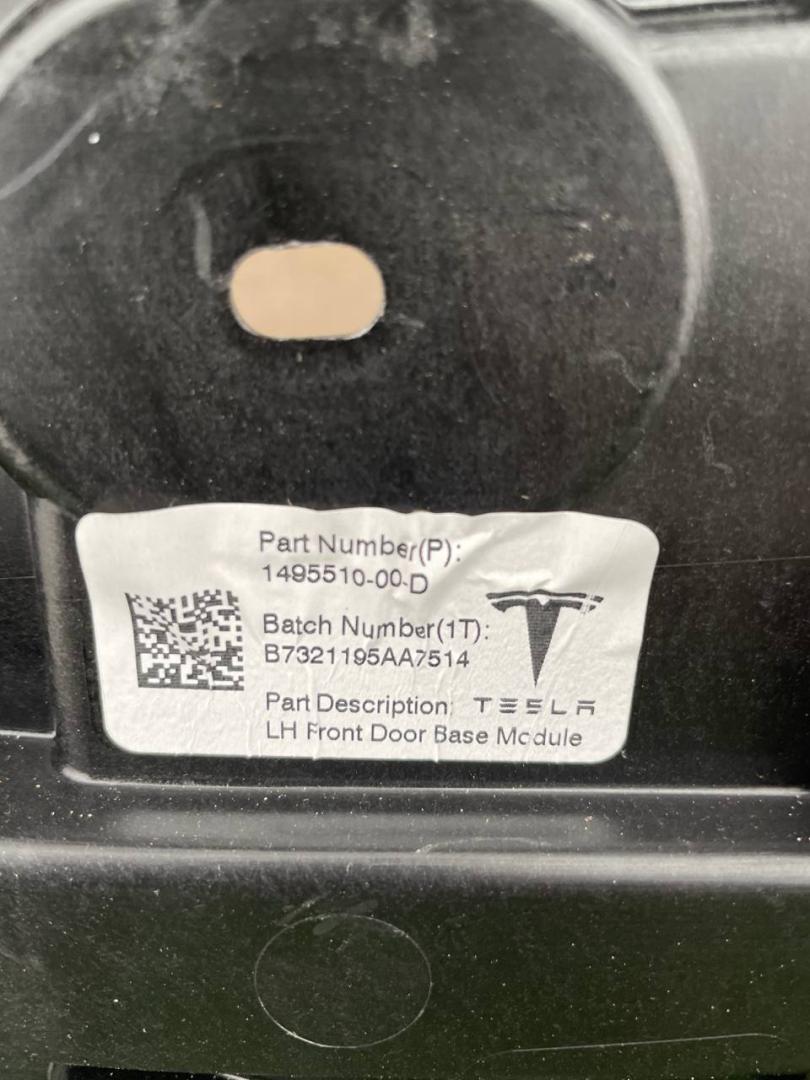 Part Number(P):
1495510-00-D
Batch Number(1T):
B7321195AA7514
Part Description:
TESLA
LH Front Door Base Module